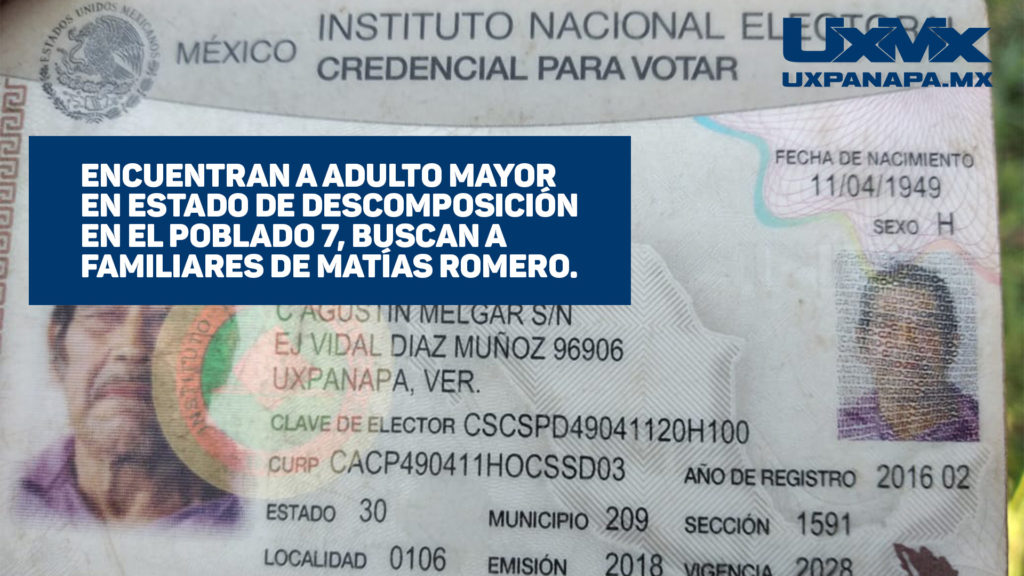 ESTADOS UNIDOS MEXICANOS
MÉXICO
INSTITUTO NACIONAL ELECTORAL
CREDENCIAL PARA VOTAR
UXMX
UXPANAPA.MX
ENCUENTRAN A ADULTO MAYOR
EN ESTADO DE DESCOMPOSICIÓN
EN EL POBLADO 7, BUSCAN A
FAMILIARES DE MATÍAS ROMERO.
FECHA DE NACIMIENTO
11/04/1949
SEXO H
C AGUSTIN MELGAR S/N
EJ VIDAL DIAZ MUÑOZ 96906
UXPANAPA, VER.
CLAVE DE ELECTOR CSCSPD49041120H100
CURP CACP490411HOCSSD03
AÑO DE REGISTRO 2016 02
ESTADO 30
MUNICIPIO 209
SECCIÓN 1591
LOCALIDAD 0106
EMISIÓN 2018
VIGENCIA 2028
INSTITUTO